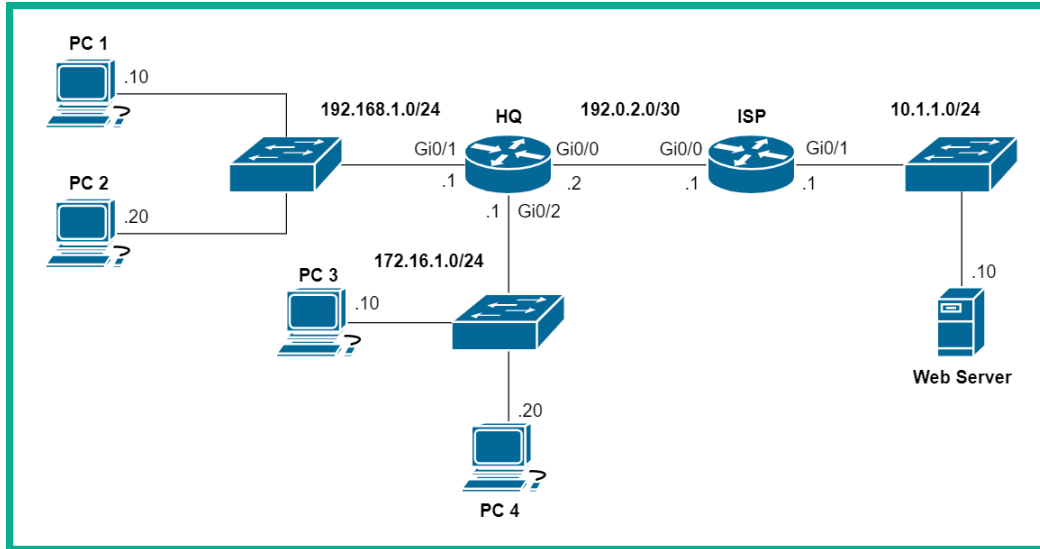 PC 1
.10
192.168.1.0/24
HQ
192.0.2.0/30
ISP
10.1.1.0/24
Gi0/1
Gi0/0
Gi0/0
Gi0/1
.1
.2
.1
.1
PC 2
.20
.1
Gi0/2
172.16.1.0/24
PC 3
.10
.10
Web Server
.20
PC 4